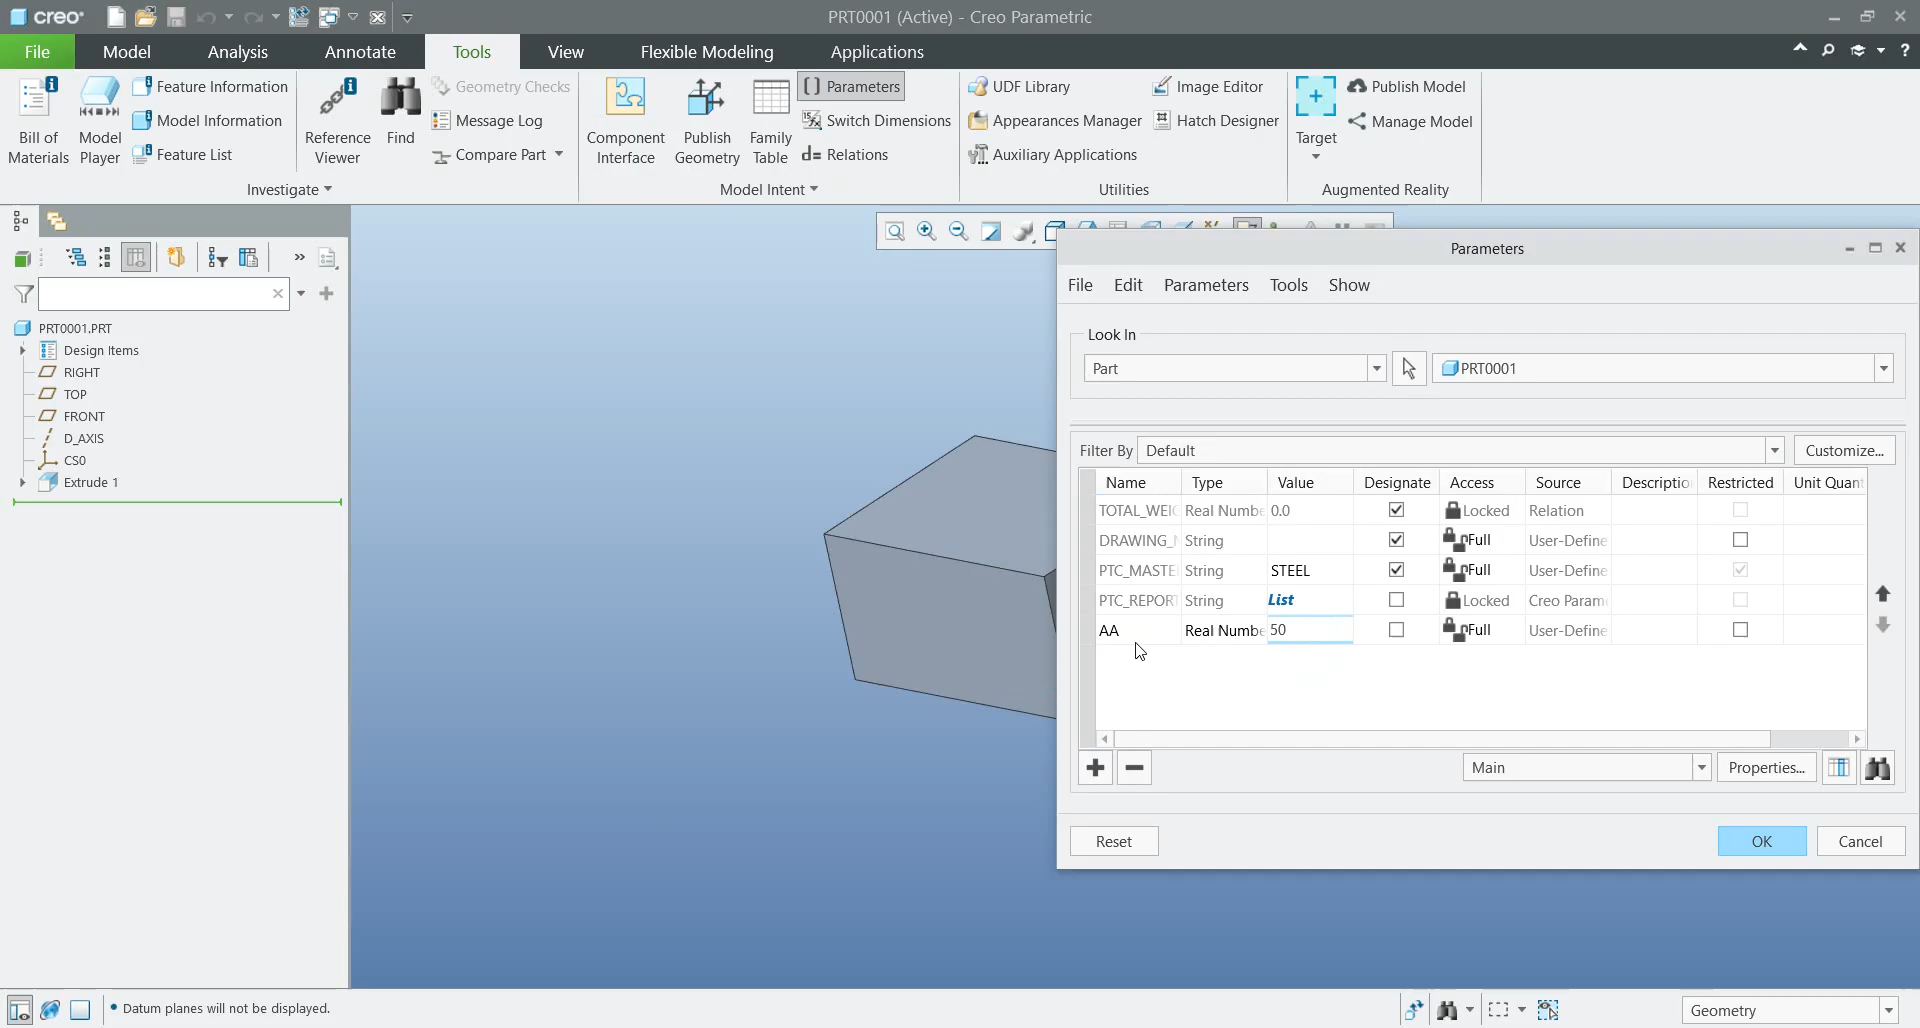 creo®
PRT0001 (Active) - Creo Parametric
File Model Analysis Annotate Tools View Flexible Modeling Applications
Bill of Materials
Model Player
Feature Information
Model Information
Feature List
Reference Viewer
Find
Geometry Checks
Message Log
Compare Part
Investigate
Component Interface
Publish Geometry
Family Table
[ ] Parameters
Switch Dimensions
d= Relations
Model Intent
UDF Library
Appearances Manager
Auxiliary Applications
Image Editor
Hatch Designer
Utilities
Target
Publish Model
Manage Model
Augmented Reality
PRT0001.PRT
Design Items
RIGHT
TOP
FRONT
D_AXIS
CS0
Extrude 1
Parameters
File Edit Parameters Tools Show
Look In
Part PRT0001
Filter By Default Customize...
Name Type Value Designate Access Source Descriptio Restricted Unit Quant
TOTAL_WEIG Real Numbe 0.0 Locked Relation
DRAWING_ String Full User-Define
PTC_MASTE String STEEL Full User-Define
PTC_REPORT String List Locked Creo Param
AA Real Numbe 50 Full User-Define
Main Properties...
Reset OK Cancel
• Datum planes will not be displayed.
Geometry